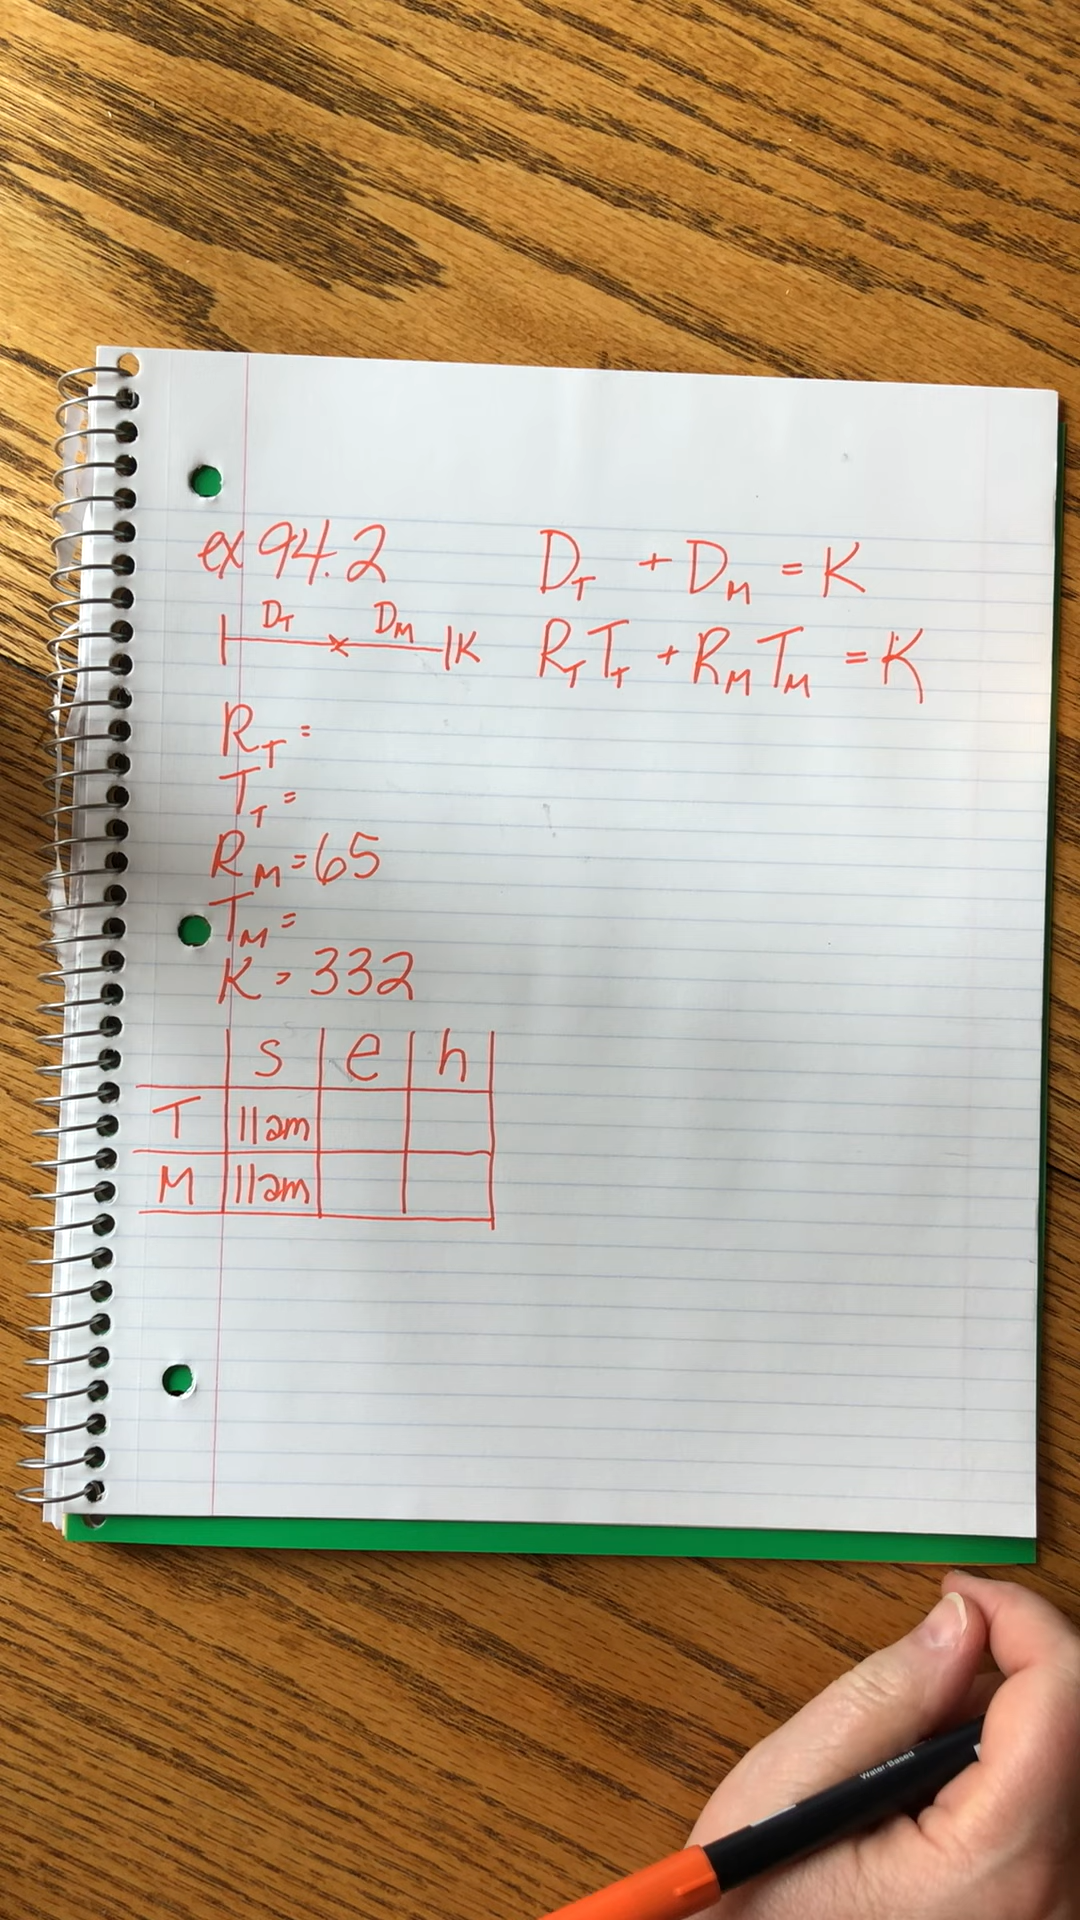 ex 94.2
D_T + D_M = K
D_T D_M K
R_T T_T + R_M T_M = K
R_T =
T_T =
R_M = 65
T_M =
K = 332
s e h
T 11am
M 11am
Water-Based